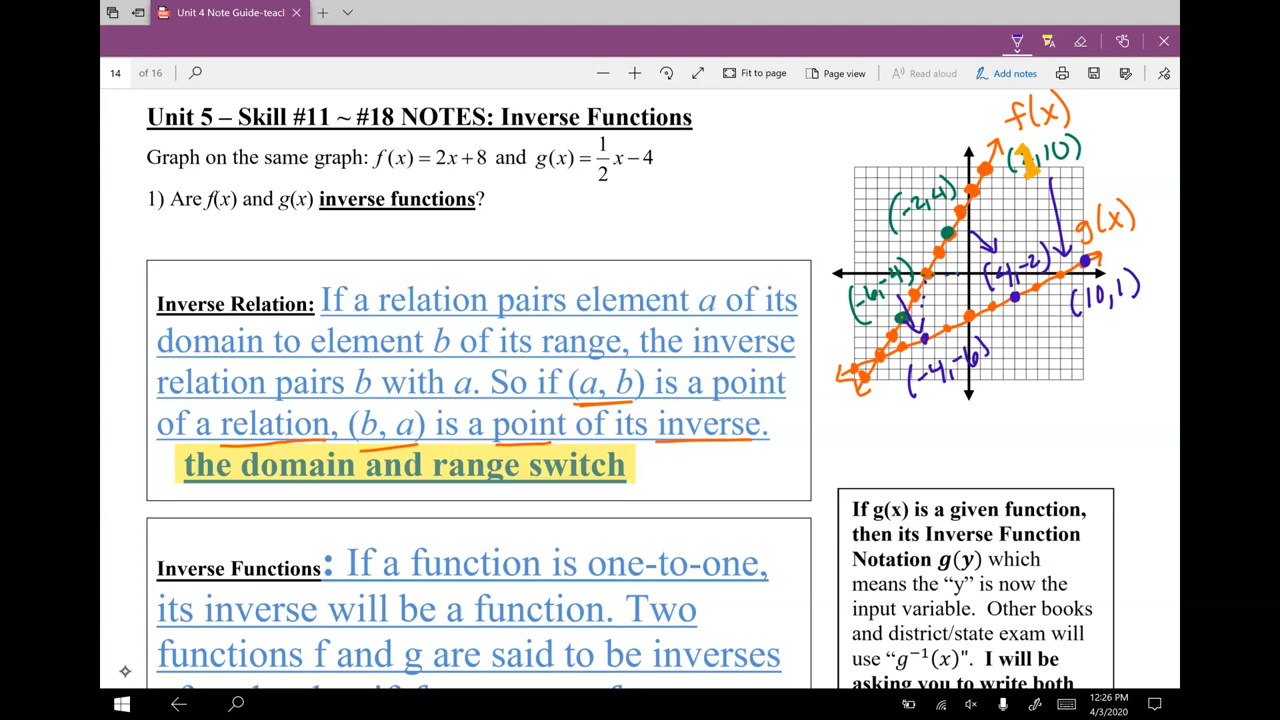 Unit 4 Note Guide-teacl
14 of 16
Fit to page
Page view
Read aloud
Add notes
Unit 5 – Skill #11 ~ #18 NOTES: Inverse Functions
Graph on the same graph: f(x) = 2x + 8 and g(x) = 1/2 x − 4
1) Are f(x) and g(x) inverse functions?
f(x)
,10)
(-2,4)
g(x)
(-6,-4)
(4,-2)
(10,1)
(-4,-6)
Inverse Relation: If a relation pairs element a of its
domain to element b of its range, the inverse
relation pairs b with a. So if (a, b) is a point
of a relation, (b, a) is a point of its inverse.
the domain and range switch
Inverse Functions: If a function is one-to-one,
its inverse will be a function. Two
functions f and g are said to be inverses
If g(x) is a given function,
then its Inverse Function
Notation g(y) which
means the “y” is now the
input variable. Other books
and district/state exam will
use “g⁻¹(x)". I will be
asking you to write both
12:26 PM
4/3/2020